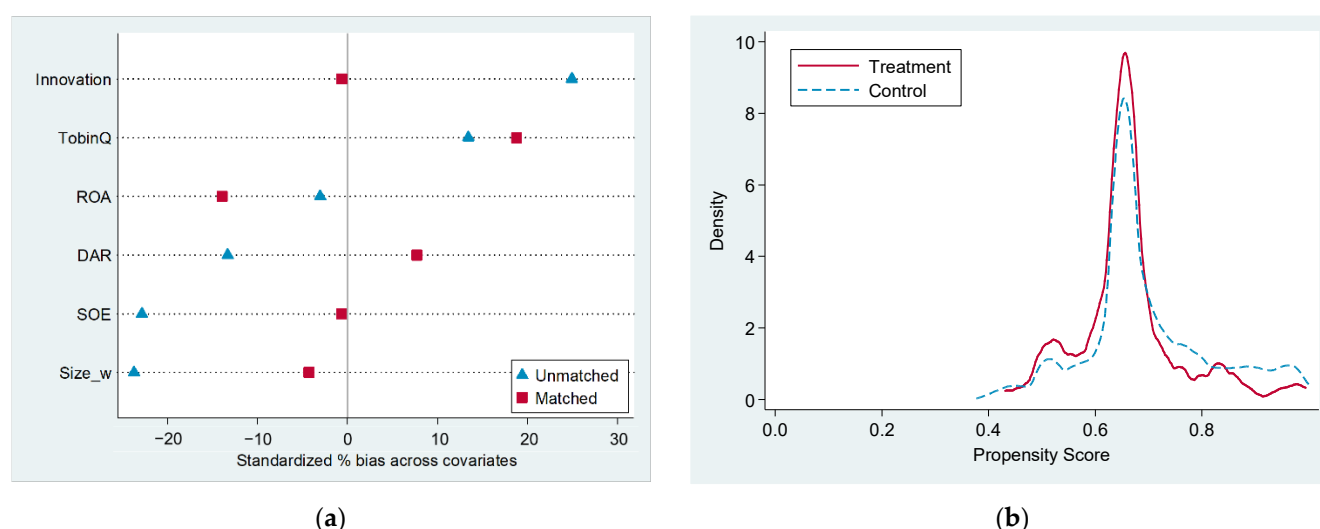 Innovation
TobinQ
ROA
DAR
SOE
Size_w
Unmatched
Matched
−20 −10 0 10 20 30
Standardized % bias across covariates
(a)
10
8
6
4
2
0
Density
Treatment
Control
0.0 0.2 0.4 0.6 0.8
Propensity Score
(b)